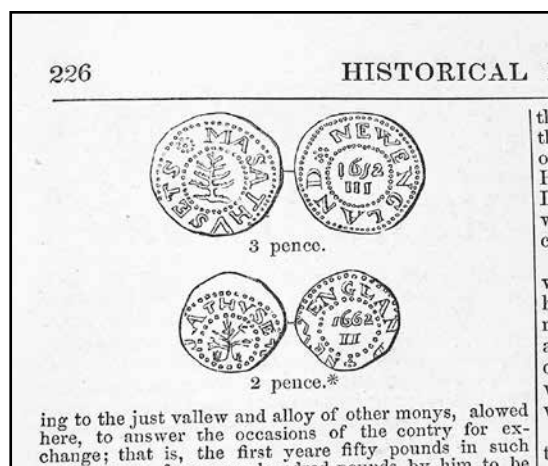 226
HISTORICAL
MASATHVSETS
NEWENGLAND
1652
III
3 pence.
ATHVSET
NEW ENGLAND
1662
II
2 pence.*
ing to the just vallew and alloy of other monys, alowed
here, to answer the occasions of the contry for ex-
change; that is, the first yeare fifty pounds in such